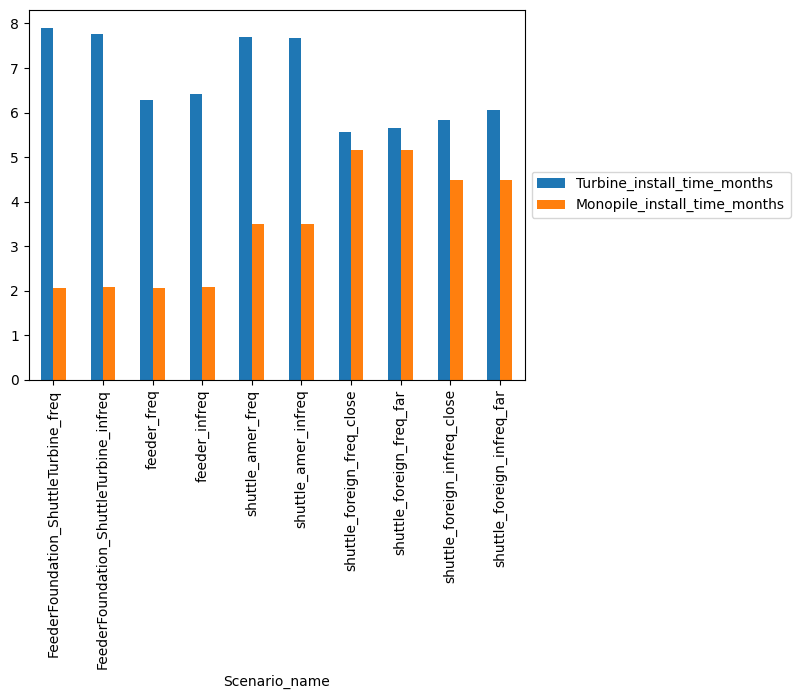 8
7
6
5
4
3
2
1
0
Turbine_install_time_months
Monopile_install_time_months
FeederFoundation_ShuttleTurbine_freq
FeederFoundation_ShuttleTurbine_infreq
feeder_freq
feeder_infreq
shuttle_amer_freq
shuttle_amer_infreq
shuttle_foreign_freq_close
shuttle_foreign_freq_far
shuttle_foreign_infreq_close
shuttle_foreign_infreq_far
Scenario_name